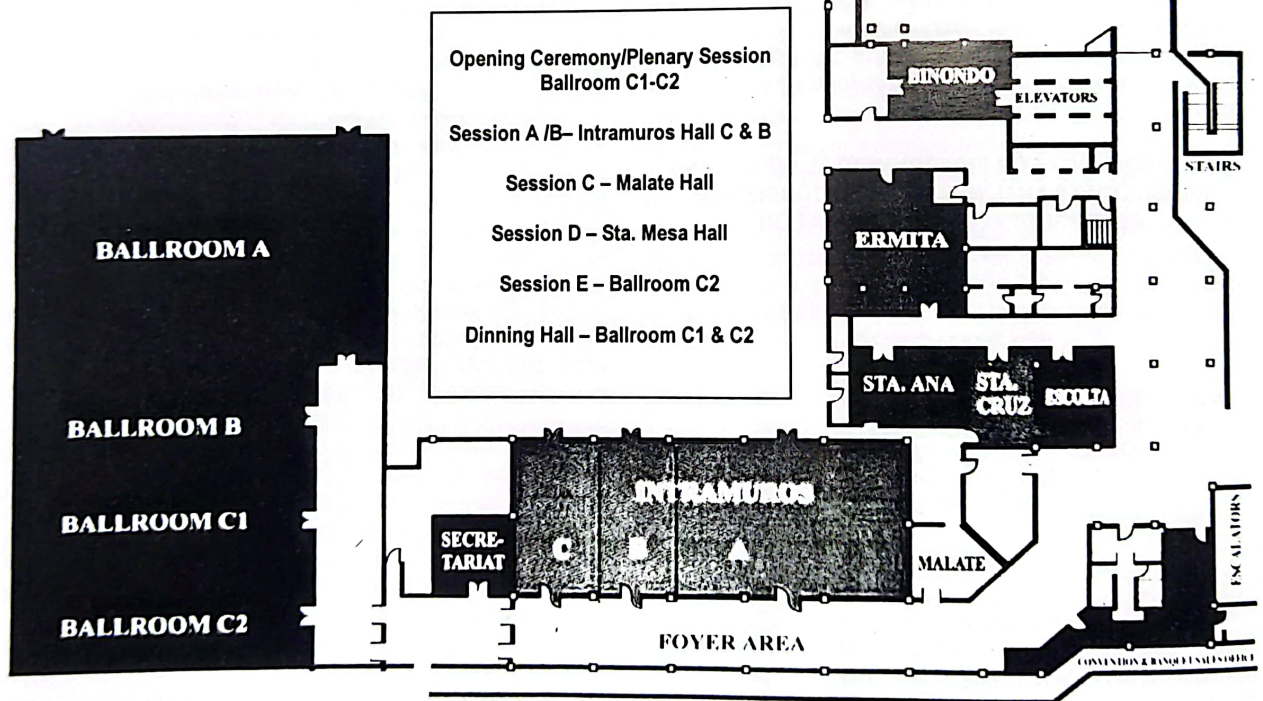 Opening Ceremony/Plenary Session
Ballroom C1-C2
Session A /B– Intramuros Hall C & B
Session C – Malate Hall
Session D – Sta. Mesa Hall
Session E – Ballroom C2
Dinning Hall – Ballroom C1 & C2
BINONDO
ELEVATORS
STAIRS
BALLROOM A
ERMITA
STA. ANA
STA.
CRUZ
ESCOLTA
BALLROOM B
INTRAMUROS
BALLROOM C1
SECRE-
TARIAT
C
B
A
MALATE
ESCALATORS
BALLROOM C2
FOYER AREA
CONVENTION & BANQUET SALES OFFICE